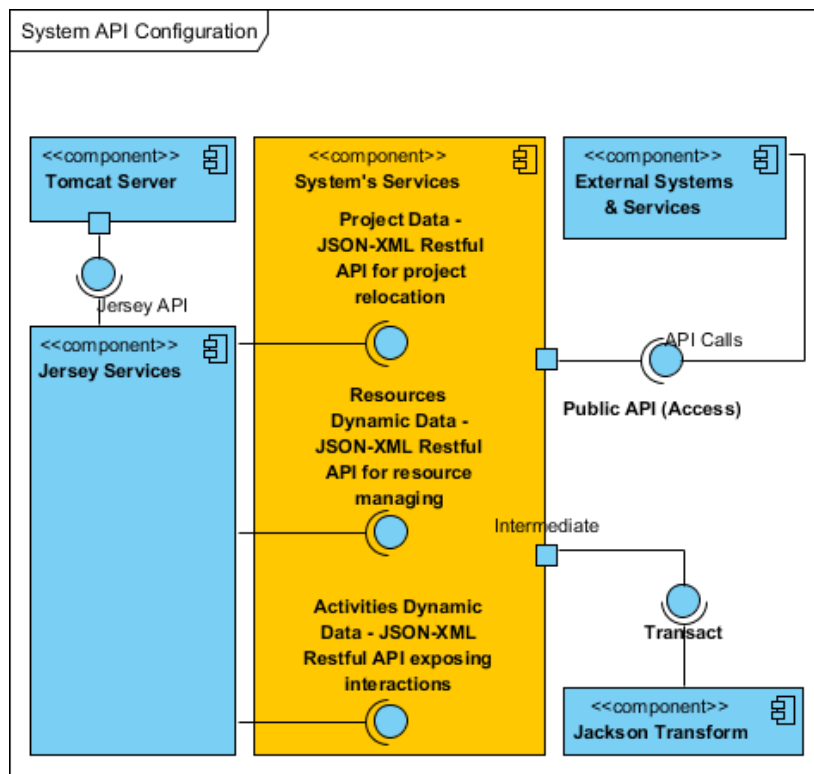 System API Configuration
<<component>>
Tomcat Server
Jersey API
<<component>>
Jersey Services
<<component>>
System's Services
Project Data -
JSON-XML Restful
API for project
relocation
Resources
Dynamic Data -
JSON-XML Restful
API for resource
managing
Activities Dynamic
Data - JSON-XML
Restful API exposing
interactions
<<component>>
External Systems
& Services
API Calls
Public API (Access)
Intermediate
Transact
<<component>>
Jackson Transform